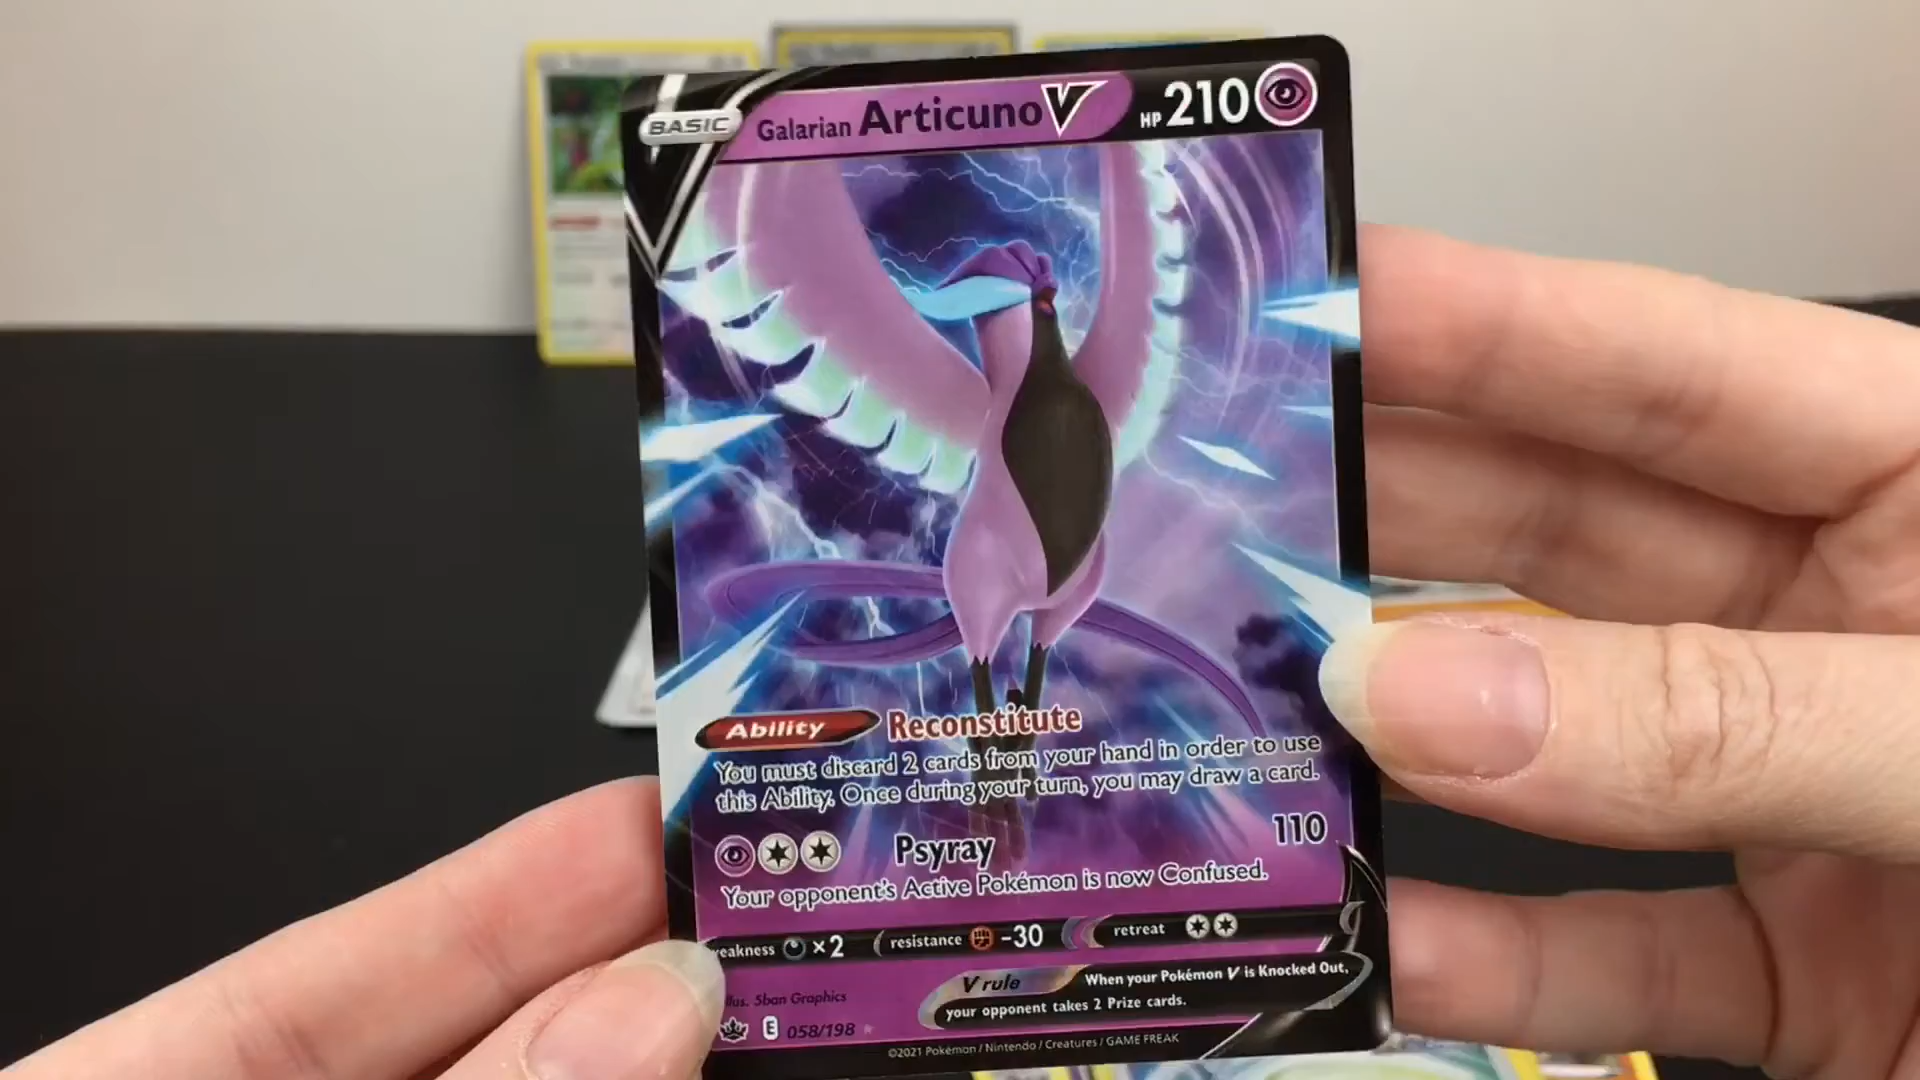 BASIC
Galarian Articuno V HP 210
Ability Reconstitute
You must discard 2 cards from your hand in order to use
this Ability. Once during your turn, you may draw a card.
Psyray 110
Your opponent's Active Pokémon is now Confused.
eakness ×2 resistance -30 retreat
V rule When your Pokémon V is Knocked Out,
your opponent takes 2 Prize cards.
llus. 5ban Graphics
E 058/198 ★
©2021 Pokémon / Nintendo / Creatures / GAME FREAK